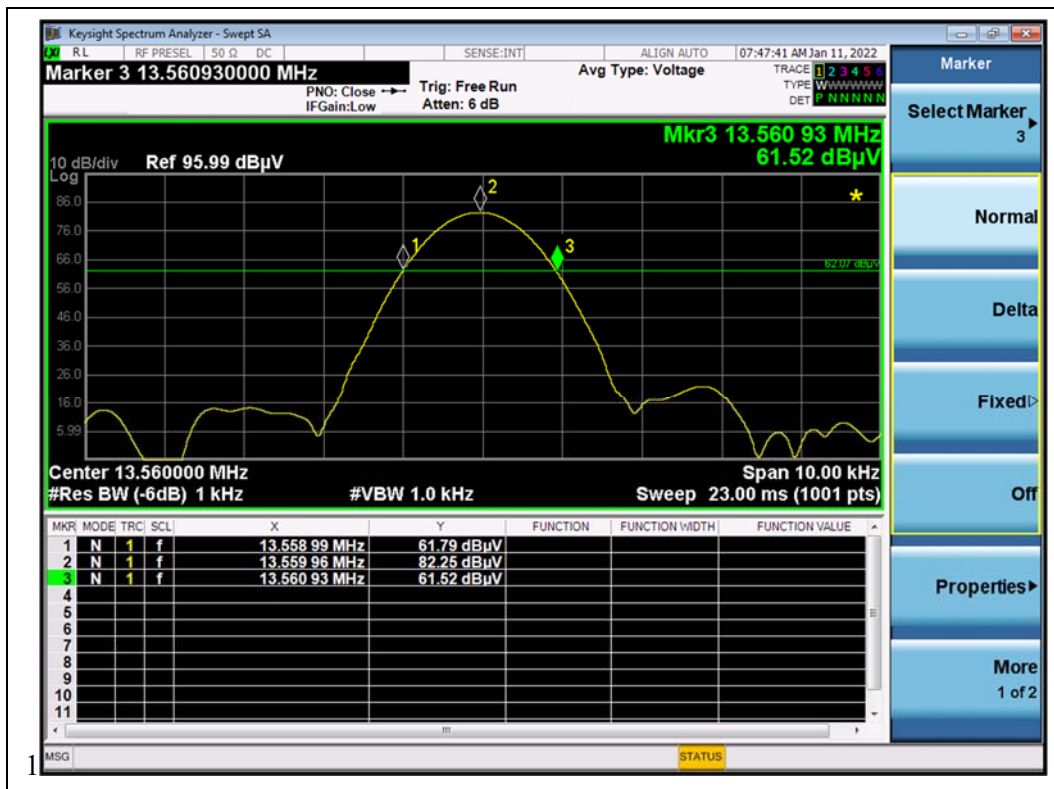 Keysight Spectrum Analyzer - Swept SA
LXI RL RF PRESEL 50 Ω DC SENSE:INT ALIGN AUTO 07:47:41 AM Jan 11, 2022
Marker 3 13.560930000 MHz
PNO: Close
IFGain:Low
Trig: Free Run
Atten: 6 dB
Avg Type: Voltage
TRACE 1 2 3 4 5 6
TYPE WWWWWW
DET P N N N N N
Mkr3 13.560 93 MHz
61.52 dBµV
10 dB/div Ref 95.99 dBµV
Log
86.0
76.0
66.0
56.0
46.0
36.0
26.0
16.0
5.99
1
2
3
*
62.07 dBµV
Center 13.560000 MHz Span 10.00 kHz
#Res BW (-6dB) 1 kHz #VBW 1.0 kHz Sweep 23.00 ms (1001 pts)
MKR MODE TRC SCL X Y FUNCTION FUNCTION WIDTH FUNCTION VALUE
1 N 1 f 13.558 99 MHz 61.79 dBµV
2 N 1 f 13.559 96 MHz 82.25 dBµV
3 N 1 f 13.560 93 MHz 61.52 dBµV
4
5
6
7
8
9
10
11
MSG STATUS
Marker
Select Marker
3
Normal
Delta
Fixed
Off
Properties
More
1 of 2
1